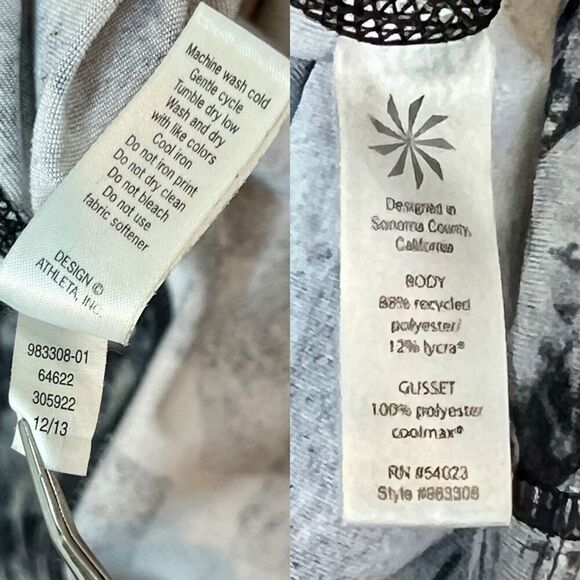 Machine wash cold
Gentle cycle
Tumble dry low
Wash and dry
with like colors
Cool iron
Do not iron print
Do not dry clean
Do not bleach
Do not use
fabric softener
DESIGN ©
ATHLETA, INC.
983308-01
64622
305922
12/13
Designed in
Sonoma County,
California
BODY
88% recycled
polyester/
12% lycra®
GUSSET
100% polyester
coolmax®
RN #54023
Style #983308